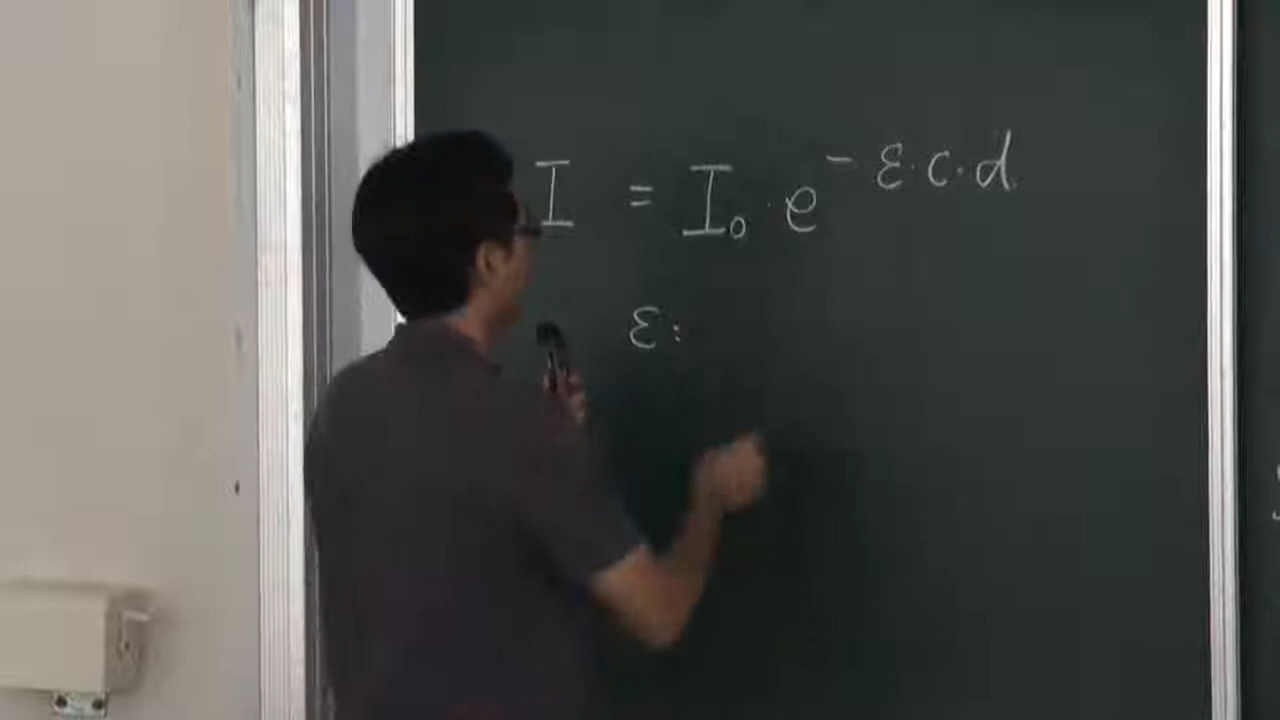 I = I₀ · e^{- ε·c·d}
ε: